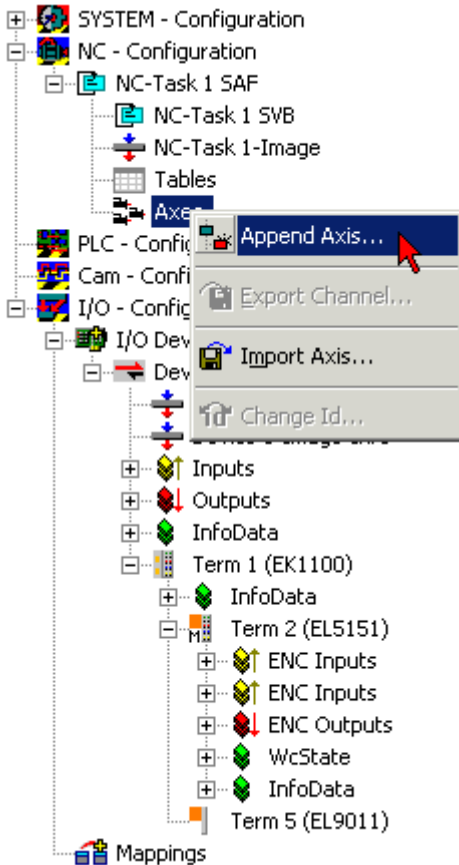 SYSTEM - Configuration
NC - Configuration
NC-Task 1 SAF
NC-Task 1 SVB
NC-Task 1-Image
Tables
Axes
Append Axis...
PLC - Config
Export Channel...
Cam - Confi
I/O - Config
Import Axis...
I/O Dev
Dev
Change Id...
Inputs
Outputs
InfoData
Term 1 (EK1100)
InfoData
Term 2 (EL5151)
ENC Inputs
ENC Inputs
ENC Outputs
WcState
InfoData
Term 5 (EL9011)
Mappings